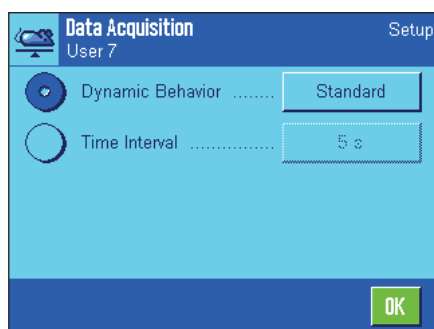 Data Acquisition Setup
User 7
Dynamic Behavior ........ Standard
Time Interval ................ 5 s
OK